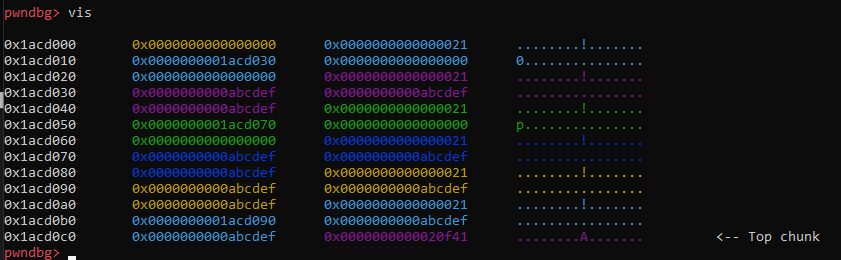 pwndbg> vis
0x1acd000 0x0000000000000000 0x0000000000000021 ........!.......
0x1acd010 0x0000000001acd030 0x0000000000000000 0...............
0x1acd020 0x0000000000000000 0x0000000000000021 ........!.......
0x1acd030 0x0000000000abcdef 0x0000000000abcdef ................
0x1acd040 0x0000000000abcdef 0x0000000000000021 ........!.......
0x1acd050 0x0000000001acd070 0x0000000000000000 p...............
0x1acd060 0x0000000000000000 0x0000000000000021 ........!.......
0x1acd070 0x0000000000abcdef 0x0000000000abcdef ................
0x1acd080 0x0000000000abcdef 0x0000000000000021 ........!.......
0x1acd090 0x0000000000abcdef 0x0000000000abcdef ................
0x1acd0a0 0x0000000000abcdef 0x0000000000000021 ........!.......
0x1acd0b0 0x0000000001acd090 0x0000000000abcdef ................
0x1acd0c0 0x0000000000abcdef 0x0000000000020f41 ........A....... <-- Top chunk
pwndbg>